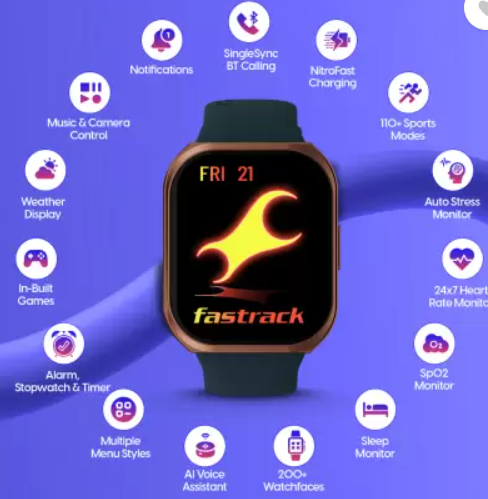 SingleSync
BT Calling
Notifications
NitroFast
Charging
Music & Camera
Control
110+ Sports
Modes
FRI 21
Weather
Display
Auto Stress
Monitor
In-Built
Games
24x7 Heart
Rate Monito
fastrack
Alarm,
Stopwatch & Timer
SpO2
Monitor
O2
Multiple
Menu Styles
Sleep
Monitor
AI Voice
Assistant
200+
Watchfaces
1